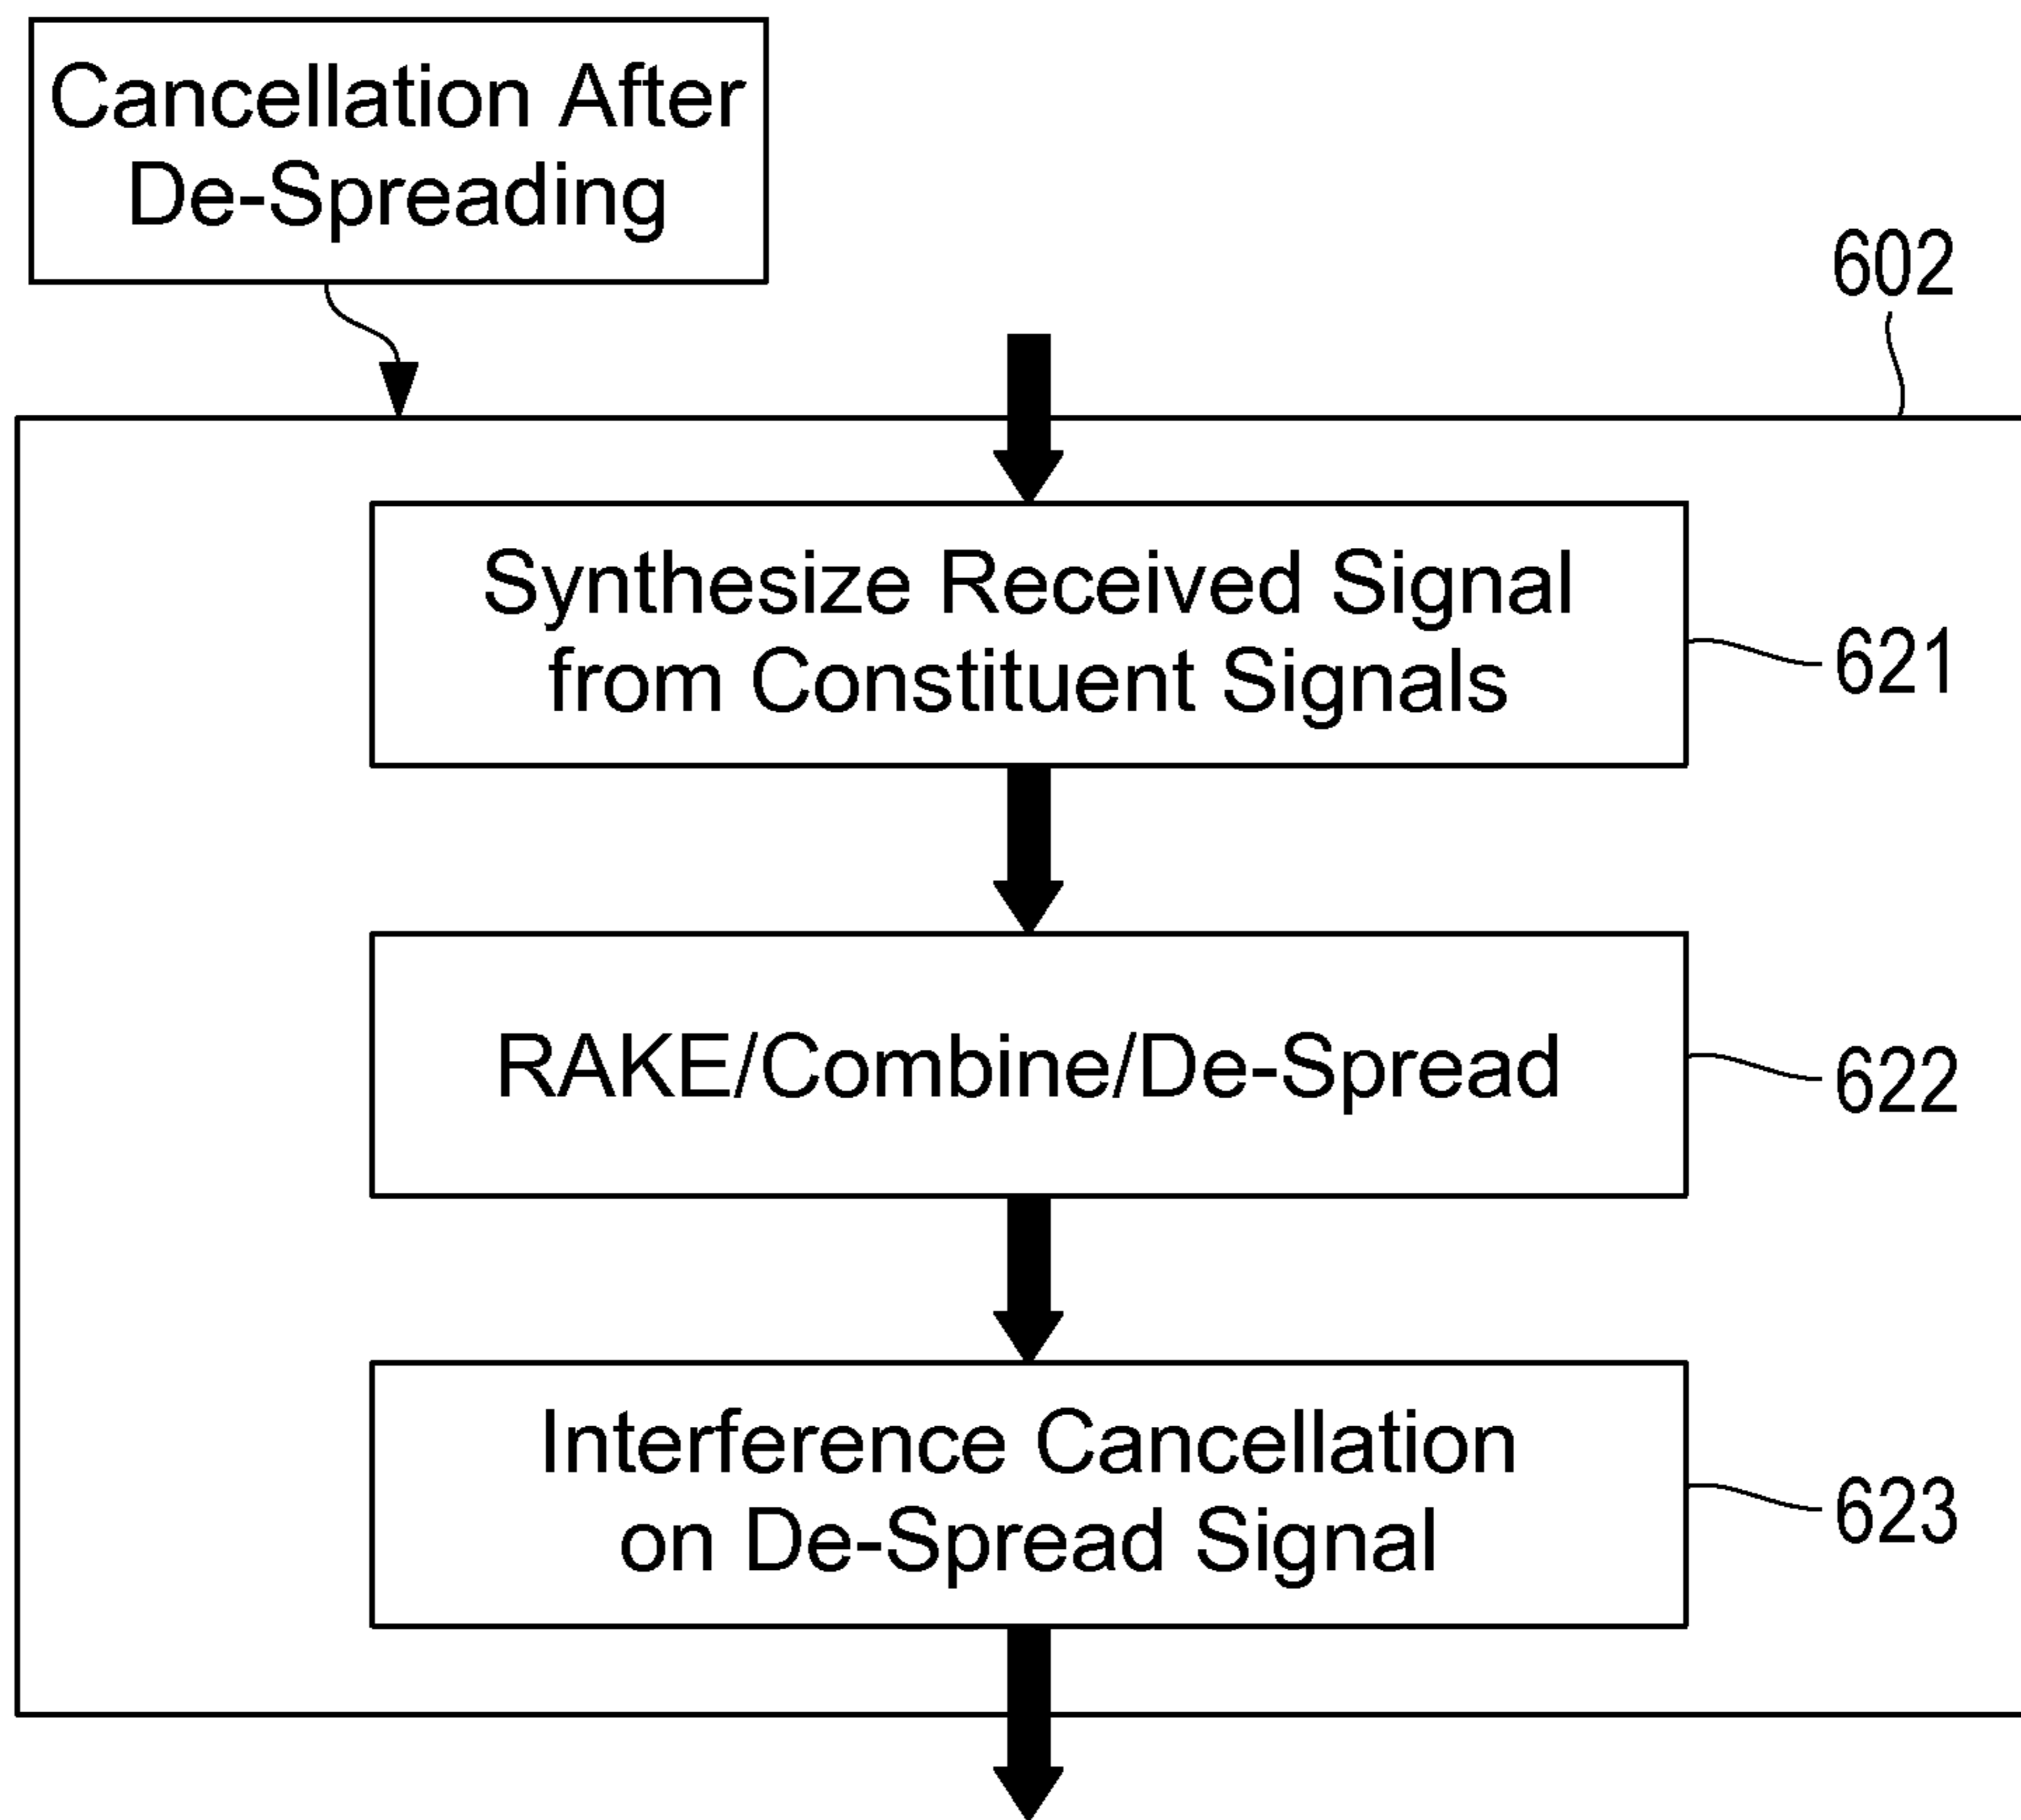 Cancellation After
De-Spreading
602
Synthesize Received Signal
from Constituent Signals
621
RAKE/Combine/De-Spread
622
Interference Cancellation
on De-Spread Signal
623